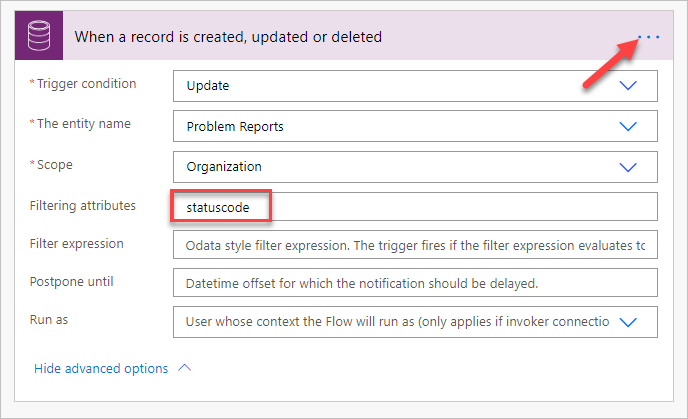 When a record is created, updated or deleted
* Trigger condition
Update
* The entity name
Problem Reports
* Scope
Organization
Filtering attributes
statuscode
Filter expression
Odata style filter expression. The trigger fires if the filter expression evaluates to
Postpone until
Datetime offset for which the notification should be delayed.
Run as
User whose context the Flow will run as (only applies if invoker connectio
Hide advanced options